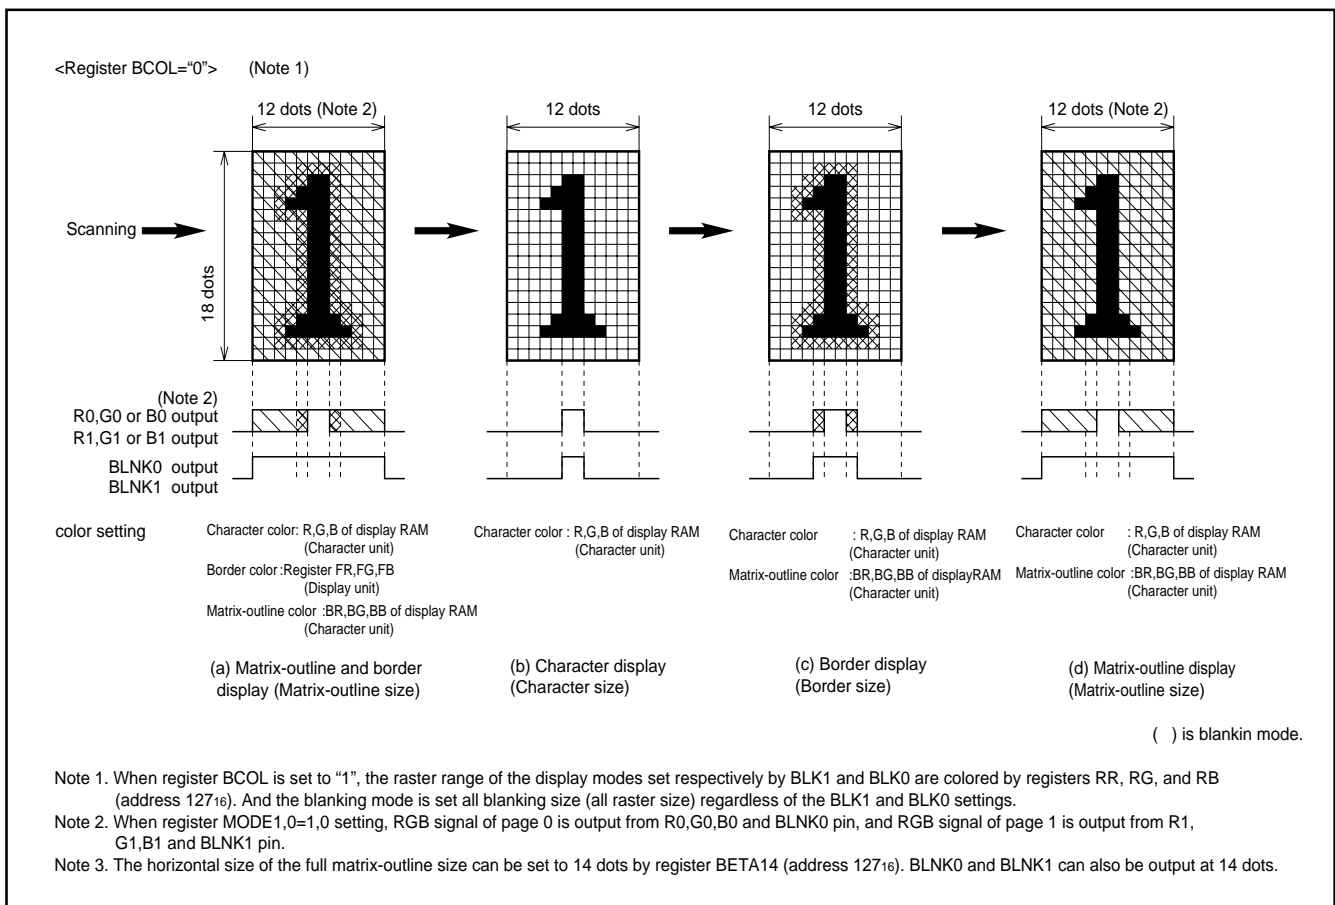 <Register BCOL=“0”> (Note 1)
12 dots (Note 2) 12 dots 12 dots 12 dots (Note 2)
Scanning
18 dots
(Note 2)
R0,G0 or B0 output
R1,G1 or B1 output
BLNK0 output
BLNK1 output
color setting
Character color: R,G,B of display RAM
(Character unit)
Border color :Register FR,FG,FB
(Display unit)
Matrix-outline color :BR,BG,BB of display RAM
(Character unit)
Character color : R,G,B of display RAM
(Character unit)
Character color : R,G,B of display RAM
(Character unit)
Matrix-outline color :BR,BG,BB of displayRAM
(Character unit)
Character color : R,G,B of display RAM
(Character unit)
Matrix-outline color :BR,BG,BB of display RAM
(Character unit)
(a) Matrix-outline and border
display (Matrix-outline size)
(b) Character display
(Character size)
(c) Border display
(Border size)
(d) Matrix-outline display
(Matrix-outline size)
( ) is blankin mode.
Note 1. When register BCOL is set to “1”, the raster range of the display modes set respectively by BLK1 and BLK0 are colored by registers RR, RG, and RB
(address 12716). And the blanking mode is set all blanking size (all raster size) regardless of the BLK1 and BLK0 settings.
Note 2. When register MODE1,0=1,0 setting, RGB signal of page 0 is output from R0,G0,B0 and BLNK0 pin, and RGB signal of page 1 is output from R1,
G1,B1 and BLNK1 pin.
Note 3. The horizontal size of the full matrix-outline size can be set to 14 dots by register BETA14 (address 12716). BLNK0 and BLNK1 can also be output at 14 dots.